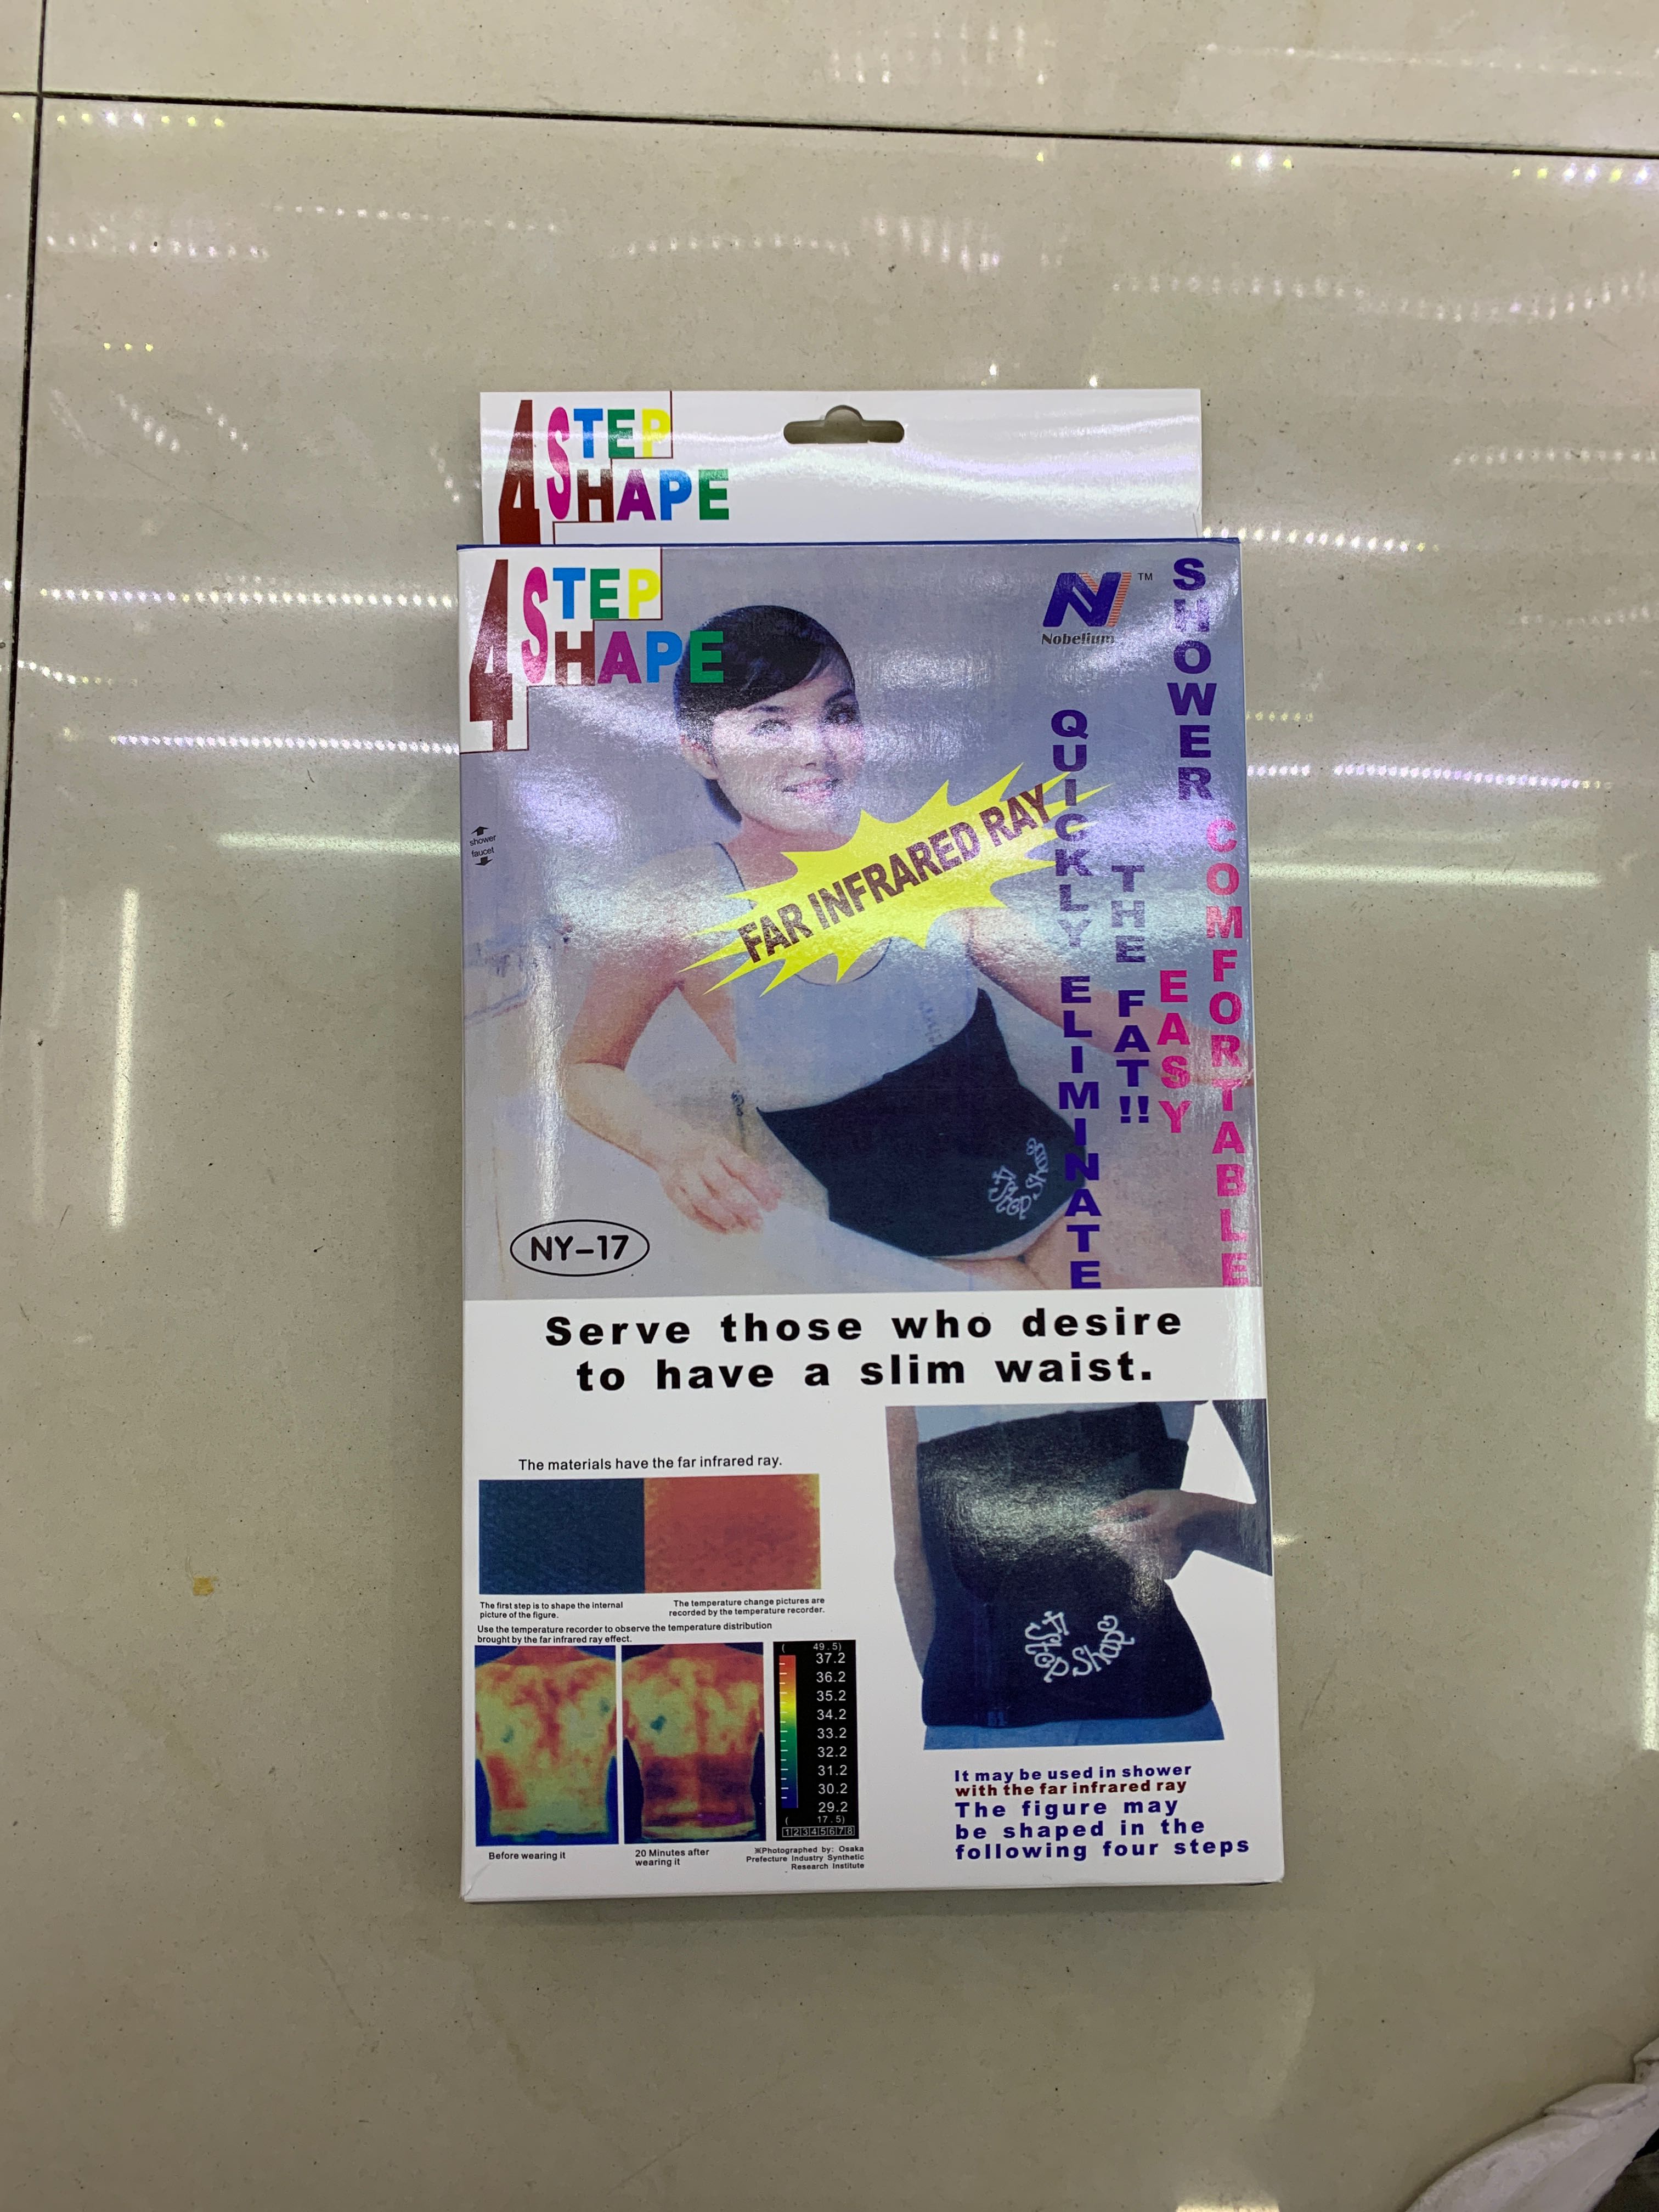 4 STEP
SHAPE
4 STEP
SHAPE
N TM
Nobelium
SHOWER
COMFORTABLE
EASY
QUICKLY ELIMINATE
THE FAT!!
shower
faucet
FAR INFRARED RAY
4 Step Shape
NY-17
Serve those who desire
to have a slim waist.
The materials have the far infrared ray.
The first step is to shape the internal
picture of the figure.
The temperature change pictures are
recorded by the temperature recorder.
Use the temperature recorder to observe the temperature distribution
brought by the far infrared ray effect.
( 49.5)
37.2
36.2
35.2
34.2
33.2
32.2
31.2
30.2
29.2
( 17.5)
12345678
Before wearing it
20 Minutes after
wearing it
※Photographed by: Osaka
Prefecture Industry Synthetic
Research Institute
4 Step Shape
It may be used in shower
with the far infrared ray
The figure may
be shaped in the
following four steps